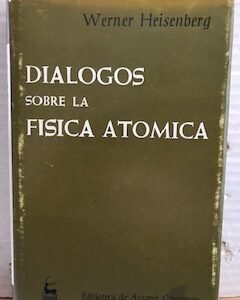 Werner Heisenberg
DIALOGOS
SOBRE LA
FISICA ATOMICA
Biblioteca de Autores Cristianos